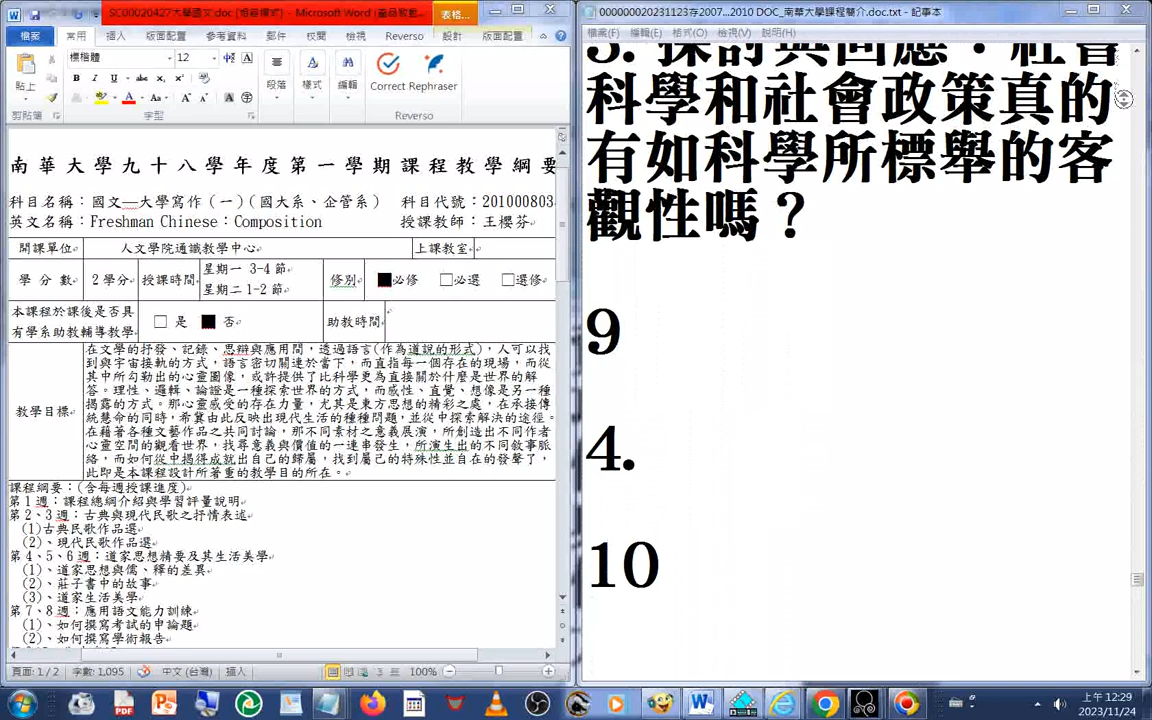 SC00020427大學國文.doc [相容模式] - Microsoft Word (產品啟動...
表格...
000000020231123存2007...2010 DOC_南華大學課程簡介.doc.txt - 記事本
檔案
常用
插入
版面配置
參考資料
郵件
校閱
檢視
Reverso
設計
版面配置
檔案(F) 編輯(E) 格式(O) 檢視(V) 說明(H)
標楷體
12
貼上
段落
樣式
編輯
Correct
Rephraser
剪貼簿
字型
Reverso
南華大學九十八學年度第一學期課程教學綱要
科目名稱：國文—大學寫作（一）(國大系、企管系) 科目代號：201000803
英文名稱：Freshman Chinese：Composition 授課教師：王櫻芬
開課單位 人文學院通識教學中心 上課教室
學分數 2學分 授課時間 星期一 3-4節 修別 ■必修 □必選 □選修
星期二1-2節
本課程於課後是否具
有學系助教輔導教學 □ 是 ■ 否 助教時間
教學目標
在文學的抒發、記錄、思辯與應用間，透過語言(作為道說的形式)，人可以找
到與宇宙接軌的方式，語言密切關連於當下，而直指每一個存在的現場，而從
其中所勾勒出的心靈圖像，或許提供了比科學更為直接關於什麼是世界的解
答。理性、邏輯、論證是一種探索世界的方式，而感性、直覺、想像是另一種
揭露的方式。那心靈感受的存在力量，尤其是東方思想的精彩之處，在承接傳
統慧命的同時，希冀由此反映出現代生活的種種問題，並從中探索解決的途徑。
在藉著各種文藝作品之共同討論，那不同素材之意義展演，所創造出不同作者
心靈空間的觀看世界，找尋意義與價值的一連串發生，所演生出的不同敘事脈
絡，而如何從中揭得成就出自己的歸屬，找到屬己的特殊性並自在的發聲了，
此即是本課程設計所著重的教學目的所在。
課程綱要：(含每週授課進度)
第1週：課程總綱介紹與學習評量說明
第2、3週：古典與現代民歌之抒情表述
(1)古典民歌作品選
(2)、現代民歌作品選
第4、5、6週：道家思想精要及其生活美學
(1)、道家思想與儒、釋的差異
(2)、莊子書中的故事
(3)、道家生活美學
第7、8週：應用語文能力訓練
(1)、如何撰寫考試的申論題
(2)、如何撰寫學術報告
頁面: 1/2 字數: 1,095 中文 (台灣) 插入 100%
3. 探討與回應：社會
科學和社會政策真的
有如科學所標舉的客
觀性嗎？
9
4.
10
上午 12:29
2023/11/24